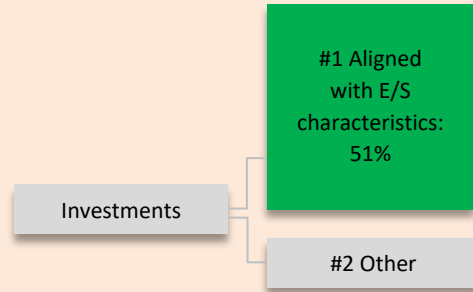 #1 Aligned
with E/S
characteristics:
51%
Investments
#2 Other